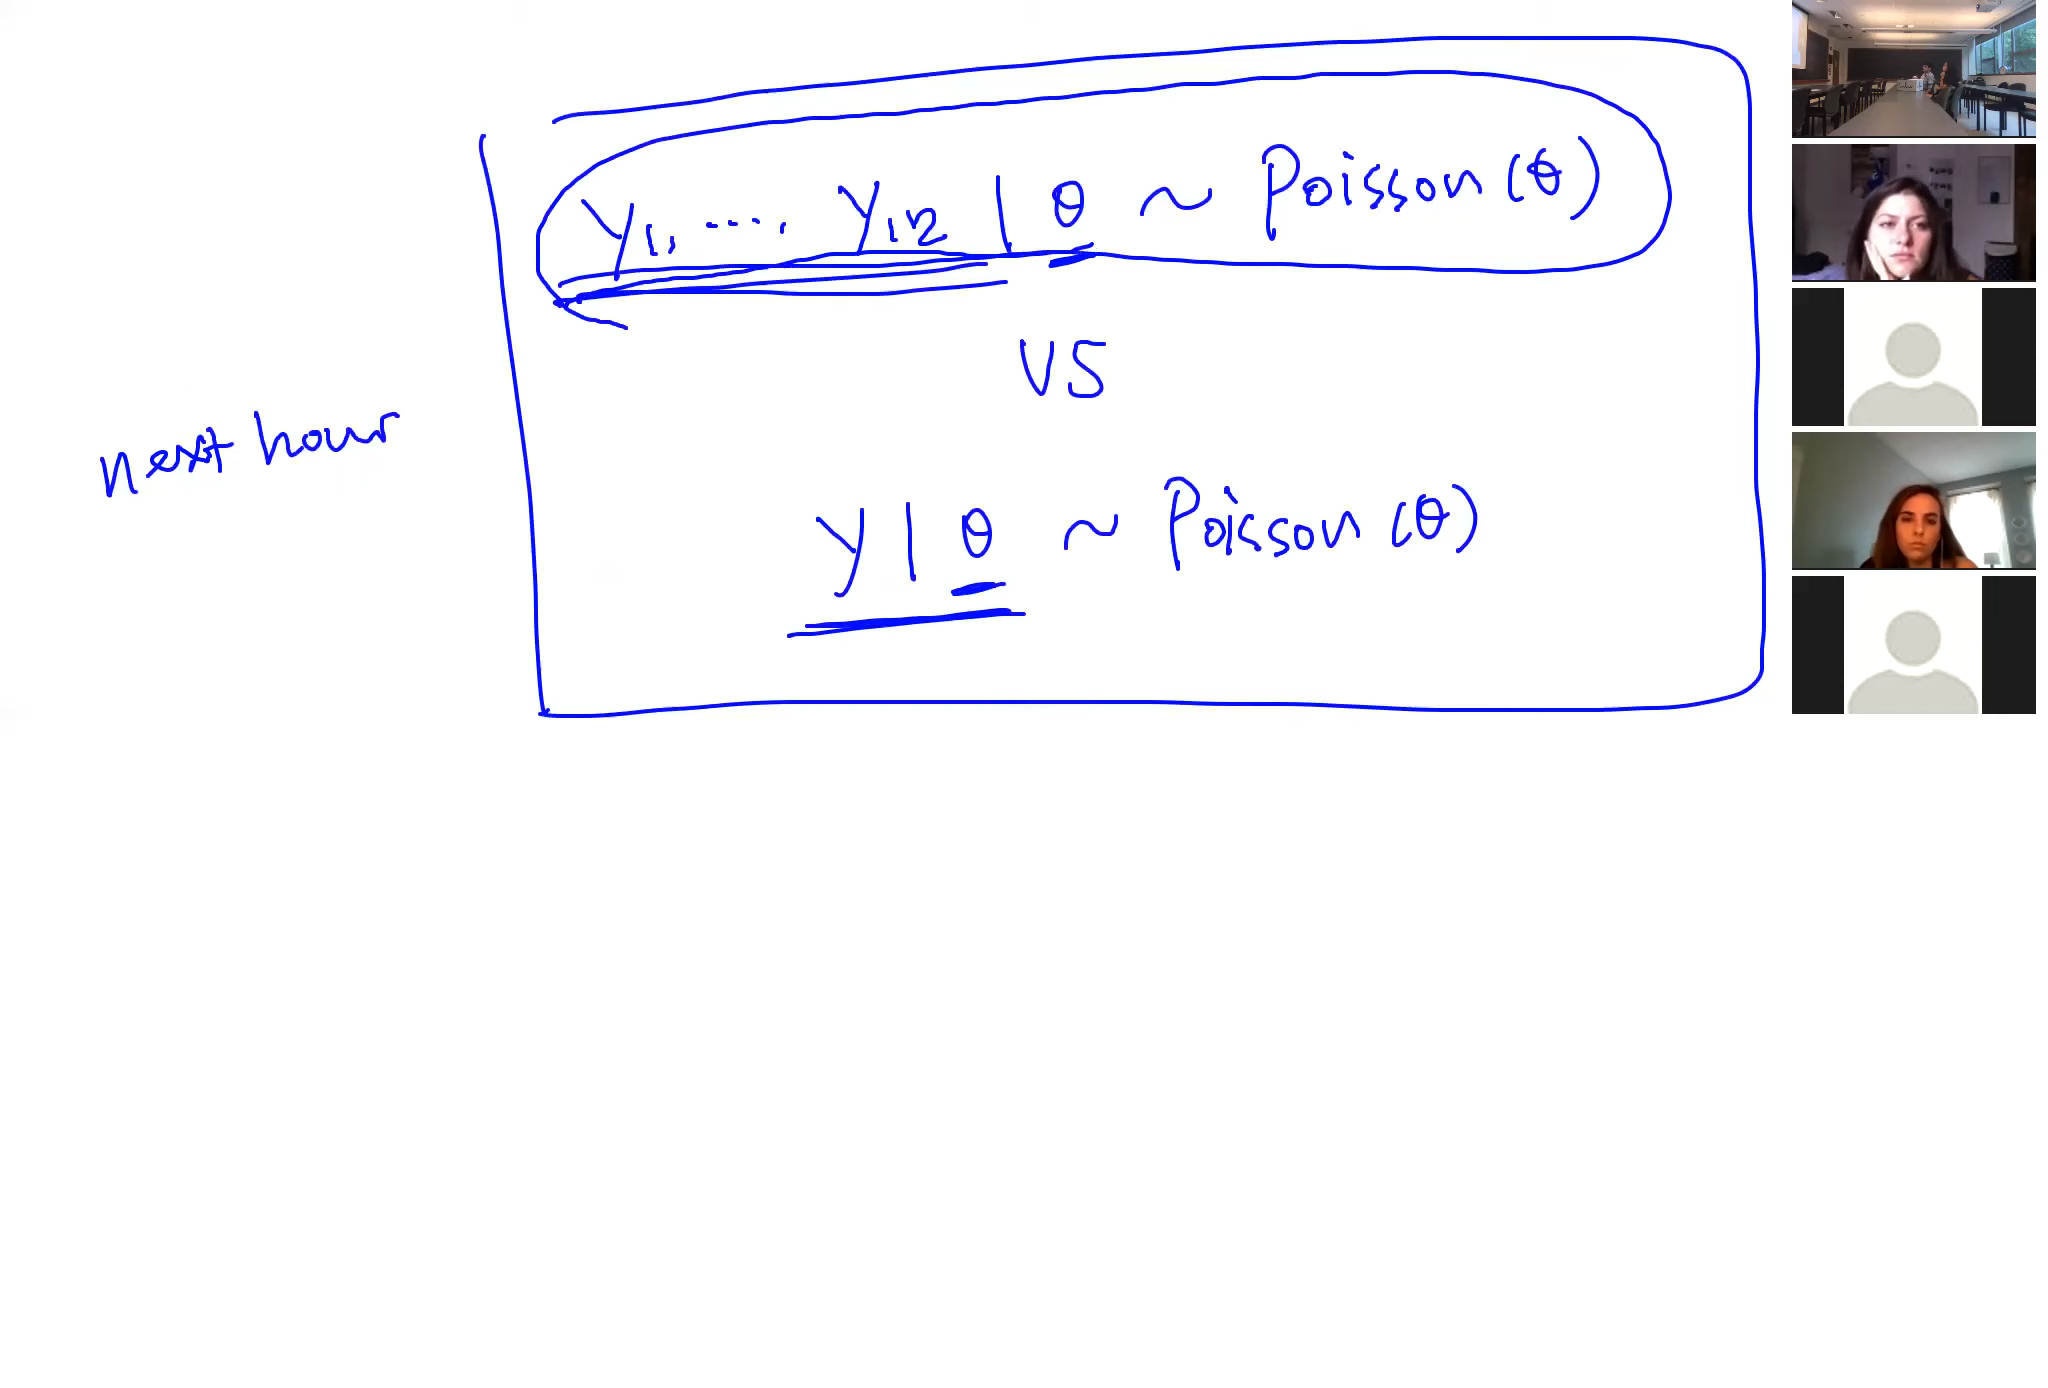 y₁, ...., y₁₂ | θ ~ Poisson (θ)
vs
next hour
y | θ ~ Poisson (θ)